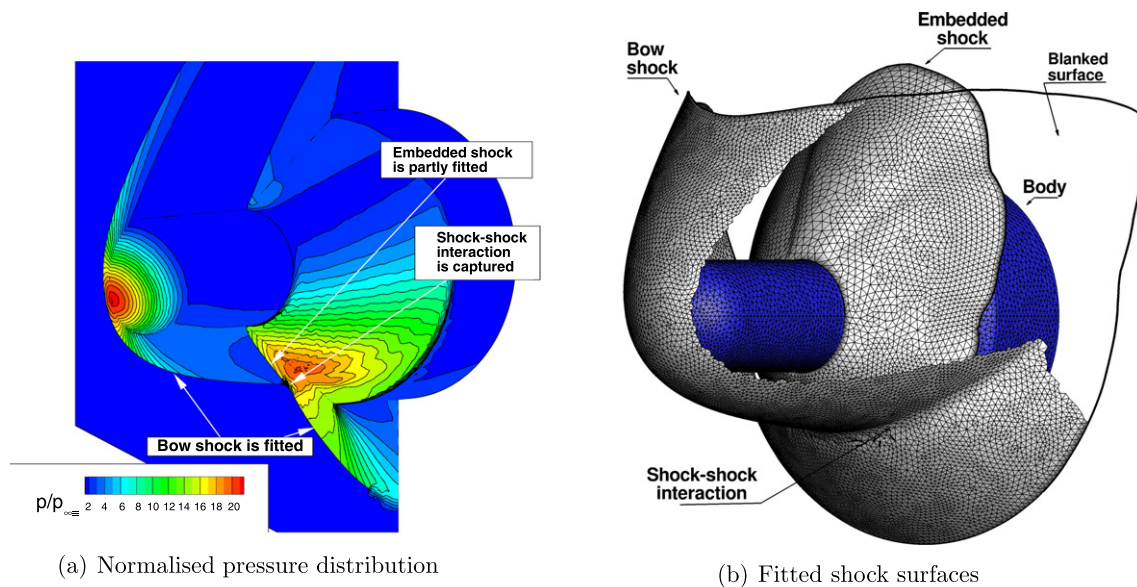 Embedded shock
is partly fitted
Shock-shock
interaction
is captured
Bow shock is fitted
p/p∞
2 4 6 8 10 12 14 16 18 20
(a) Normalised pressure distribution
Embedded
shock
Bow
shock
Blanked
surface
Body
Shock-shock
interaction
(b) Fitted shock surfaces